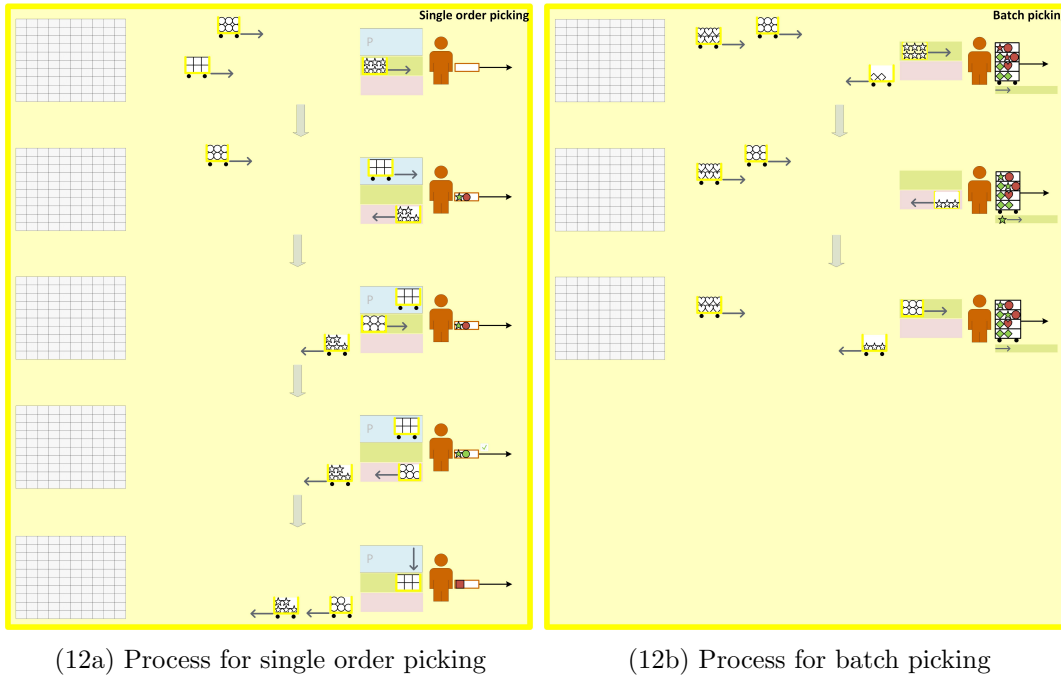 Single order picking
P
P
P
P
Batch pickin
(12a) Process for single order picking
(12b) Process for batch picking